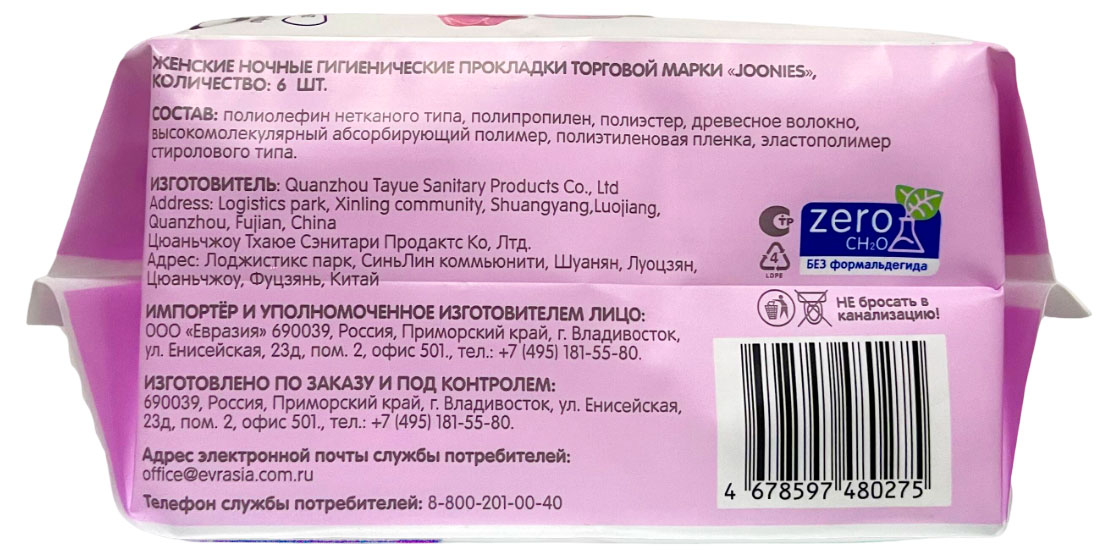 ЖЕНСКИЕ НОЧНЫЕ ГИГИЕНИЧЕСКИЕ ПРОКЛАДКИ ТОРГОВОЙ МАРКИ «JOONIES»,
КОЛИЧЕСТВО: 6 ШТ.
СОСТАВ: полиолефин нетканого типа, полипропилен, полиэстер, древесное волокно,
высокомолекулярный абсорбирующий полимер, полиэтиленовая пленка, эластополимер
стиролового типа.
ИЗГОТОВИТЕЛЬ: Quanzhou Tayue Sanitary Products Co., Ltd
Address: Logistics park, Xinling community, Shuangyang,Luojiang,
Quanzhou, Fujian, China
Цюаньчжоу Тхаюе Сэнитари Продактс Ко, Лтд.
Адрес: Лоджистикс парк, СиньЛин коммьюнити, Шуанян, Луоцзян,
Цюаньчжоу, Фуцзянь, Китай
ИМПОРТЁР И УПОЛНОМОЧЕННОЕ ИЗГОТОВИТЕЛЕМ ЛИЦО:
ООО «Евразия» 690039, Россия, Приморский край, г. Владивосток,
ул. Енисейская, 23д, пом. 2, офис 501., тел.: +7 (495) 181-55-80.
ИЗГОТОВЛЕНО ПО ЗАКАЗУ И ПОД КОНТРОЛЕМ:
690039, Россия, Приморский край, г. Владивосток, ул. Енисейская,
23д, пом. 2, офис 501., тел.: +7 (495) 181-55-80.
Адрес электронной почты службы потребителей:
office@evrasia.com.ru
Телефон службы потребителей: 8-800-201-00-40
ТР
4
LDPE
zero
CH₂O
БЕЗ формальдегида
НЕ бросать в
канализацию!
4 678597 480275